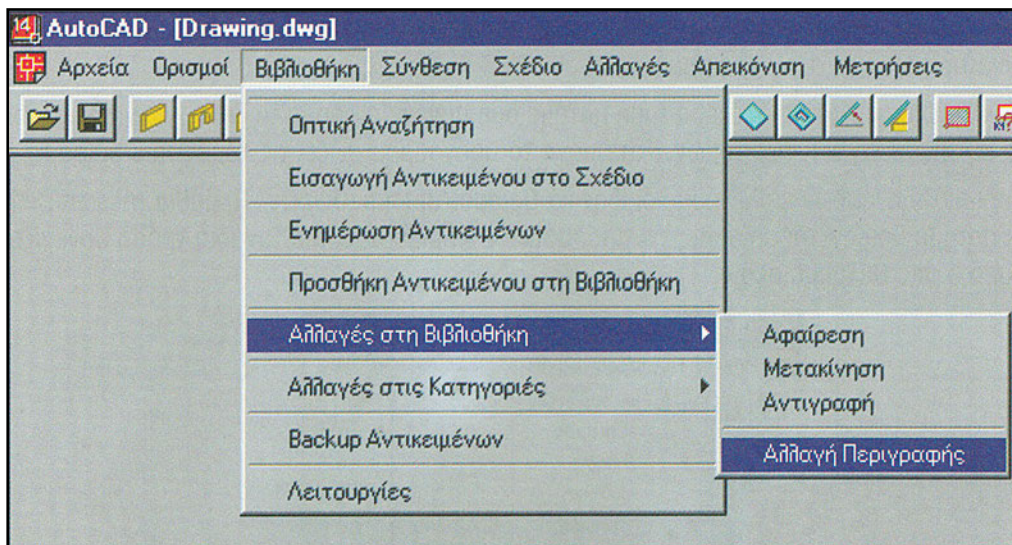 14 AutoCAD - [Drawing.dwg]
Αρχεία Ορισμοί Βιβλιοθήκη Σύνθεση Σχέδιο Αλλαγές Απεικόνιση Μετρήσεις
Οπτική Αναζήτηση
Εισαγωγή Αντικειμένου στο Σχέδιο
Ενημέρωση Αντικειμένων
Προσθήκη Αντικειμένου στη Βιβλιοθήκη
Αλλαγές στη Βιβλιοθήκη
Αλλαγές στις Κατηγορίες
Backup Αντικειμένων
Λειτουργίες
Αφαίρεση
Μετακίνηση
Αντιγραφή
Αλλαγή Περιγραφής